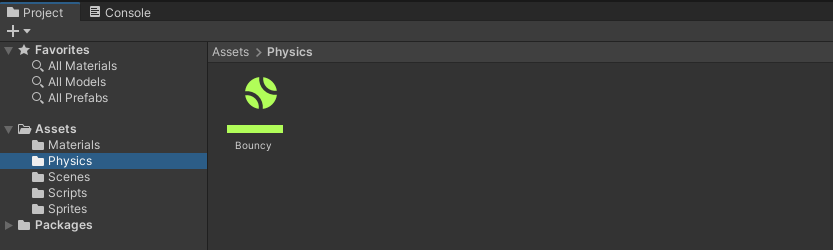 Project Console
Favorites
All Materials
All Models
All Prefabs
Assets
Materials
Physics
Scenes
Scripts
Sprites
Packages
Assets > Physics
Bouncy